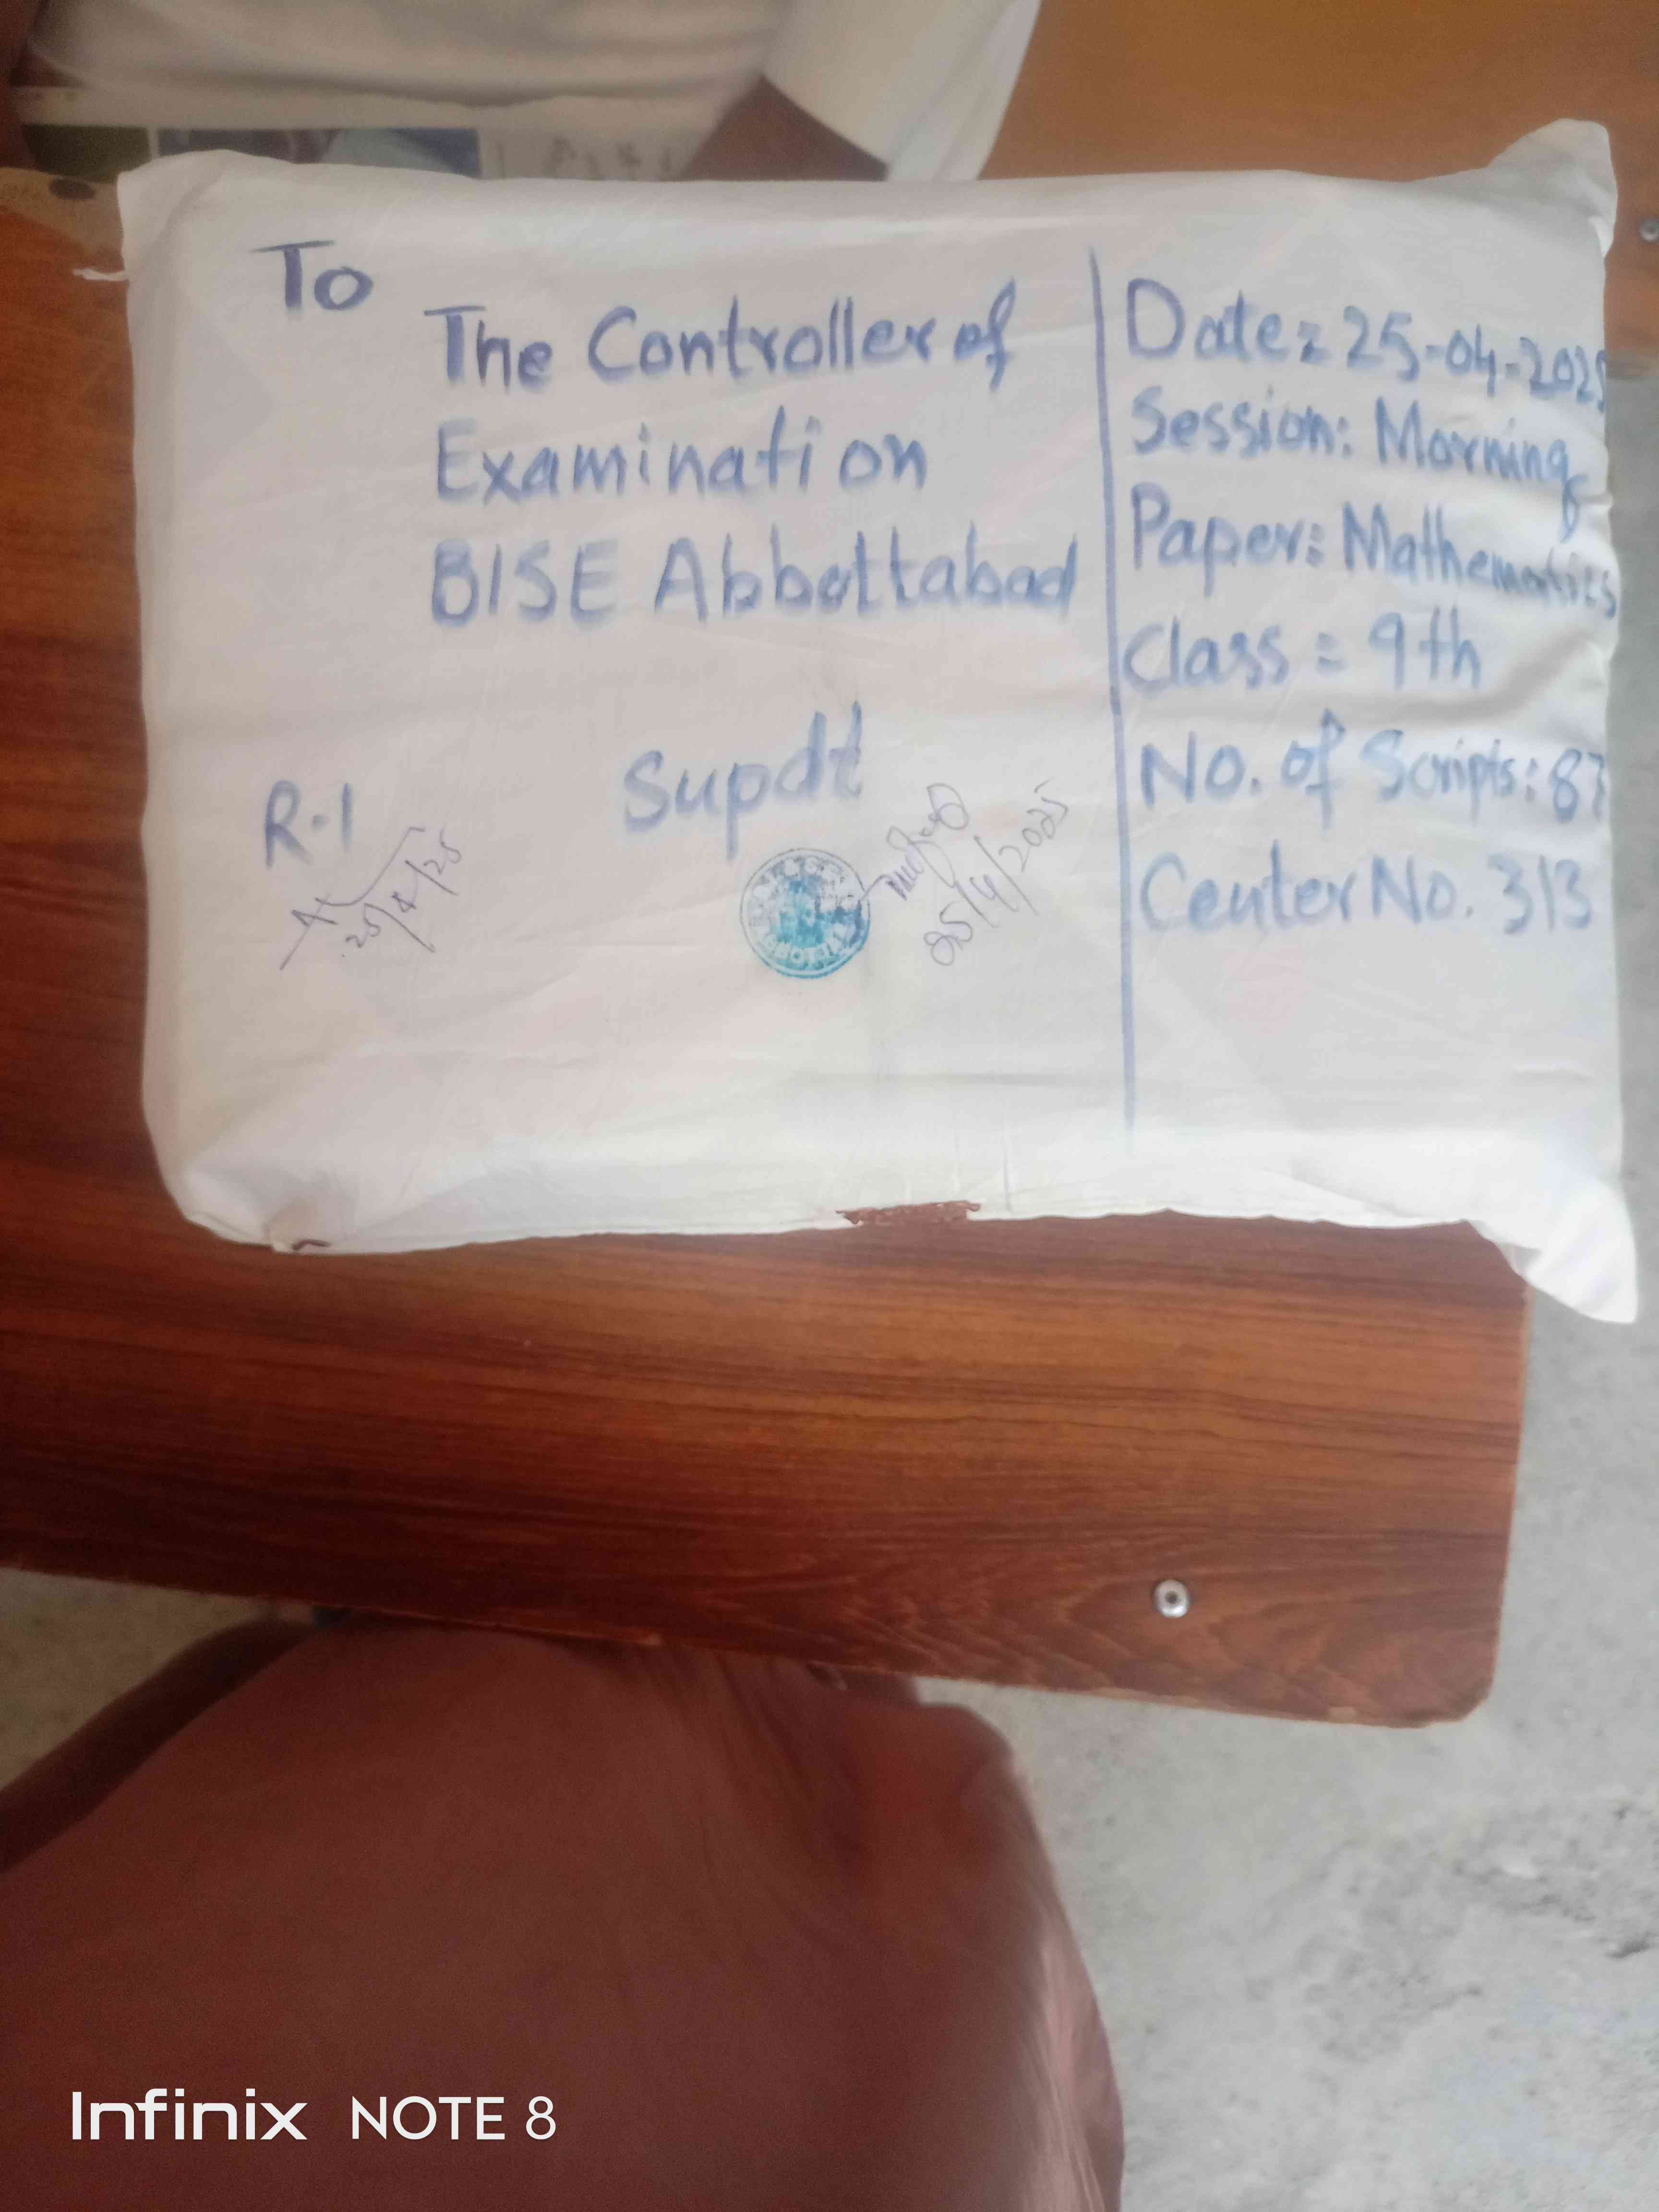 To
The Controller of
Examination
BISE Abbottabad
R-1
25/4/25
Supdt
25/4/2025
Date = 25-04-2025
Session: Morning
Paper: Mathematics
Class = 9th
No. of Scripts: 87
Center No. 313
Infinix NOTE 8